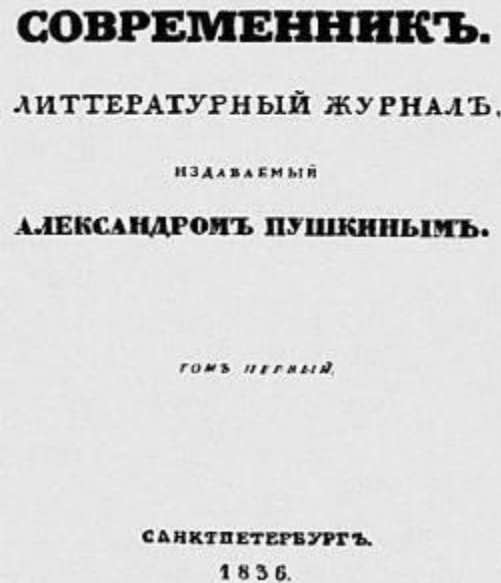 СОВРЕМЕННИКЪ.
ЛИТТЕРАТУРНЫЙ ЖУРНАЛЪ,
ИЗДАВАЕМЫЙ
АЛЕКСАНДРОМЪ ПУШКИНЫМЪ.
ТОМЪ ПЕРВЫЙ.
САНКТПЕТЕРБУРГЪ.
1836.